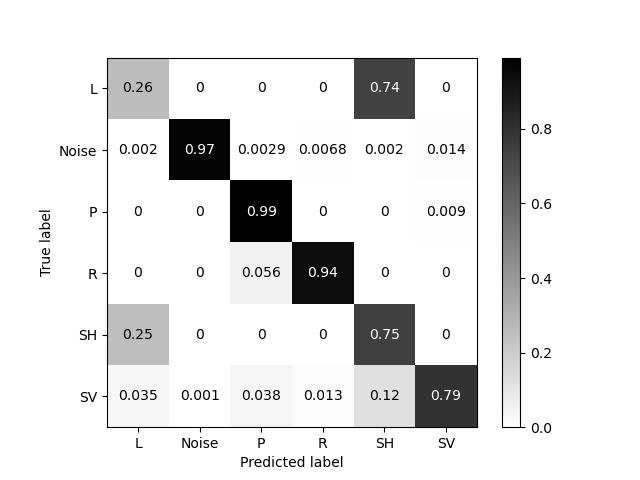 L 0.26 0 0 0 0.74 0
Noise 0.002 0.97 0.0029 0.0068 0.002 0.014
P 0 0 0.99 0 0 0.009
R 0 0 0.056 0.94 0 0
SH 0.25 0 0 0 0.75 0
SV 0.035 0.001 0.038 0.013 0.12 0.79
L Noise P R SH SV
Predicted label
True label
0.8
0.6
0.4
0.2
0.0